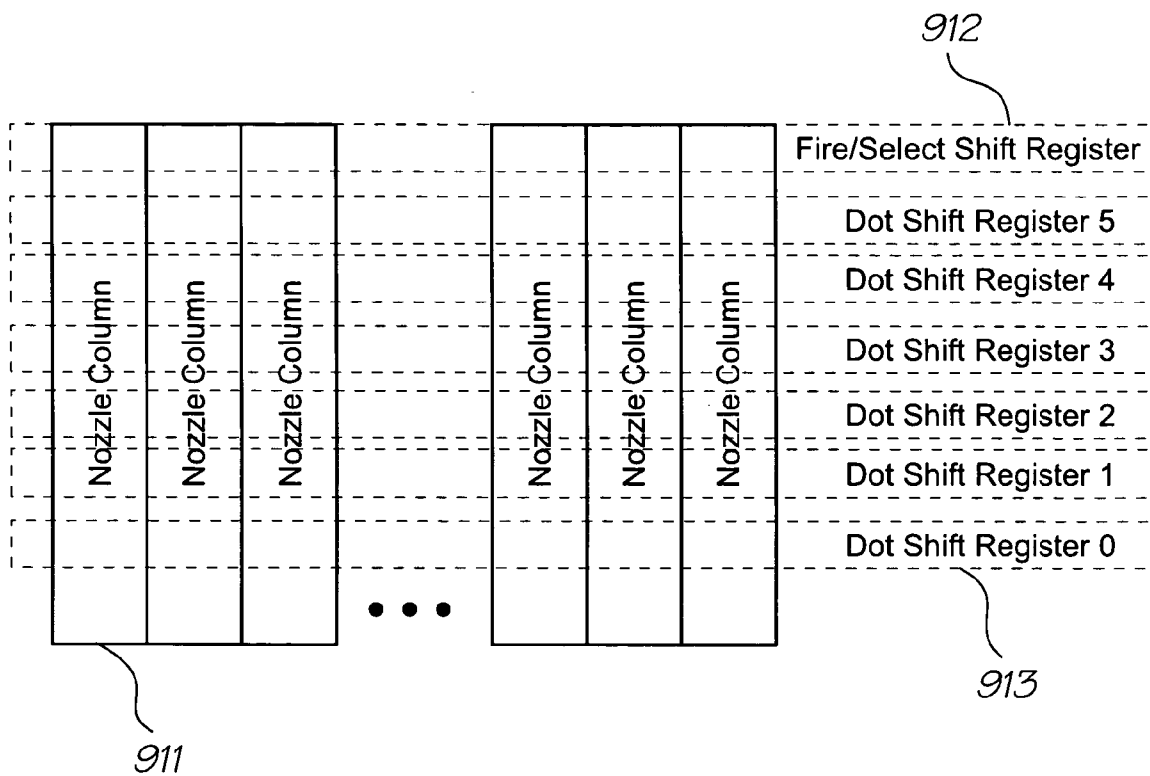 912
Fire/Select Shift Register
Dot Shift Register 5
Dot Shift Register 4
Dot Shift Register 3
Dot Shift Register 2
Dot Shift Register 1
Dot Shift Register 0
Nozzle Column
Nozzle Column
Nozzle Column
Nozzle Column
Nozzle Column
Nozzle Column
913
911